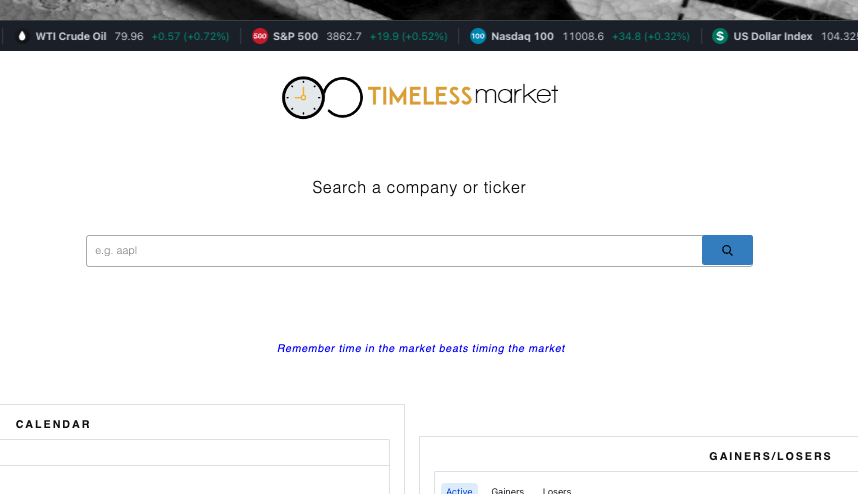 WTI Crude Oil 79.96 +0.57 (+0.72%) 500 S&P 500 3862.7 +19.9 (+0.52%) 100 Nasdaq 100 11008.6 +34.8 (+0.32%) $ US Dollar Index
TIMELESSmarket
Search a company or ticker
e.g. aapl
Remember time in the market beats timing the market
CALENDAR
GAINERS/LOSERS
Active Gainers Losers